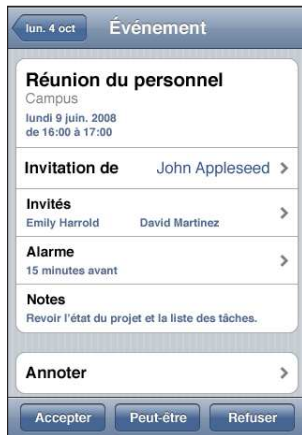 lun. 4 oct
Événement
Réunion du personnel
Campus
lundi 9 juin. 2008
de 16:00 à 17:00
Invitation de John Appleseed
Invités
Emily Harrold David Martinez
Alarme
15 minutes avant
Notes
Revoir l'état du projet et la liste des tâches.
Annoter
Accepter Peut-être Refuser